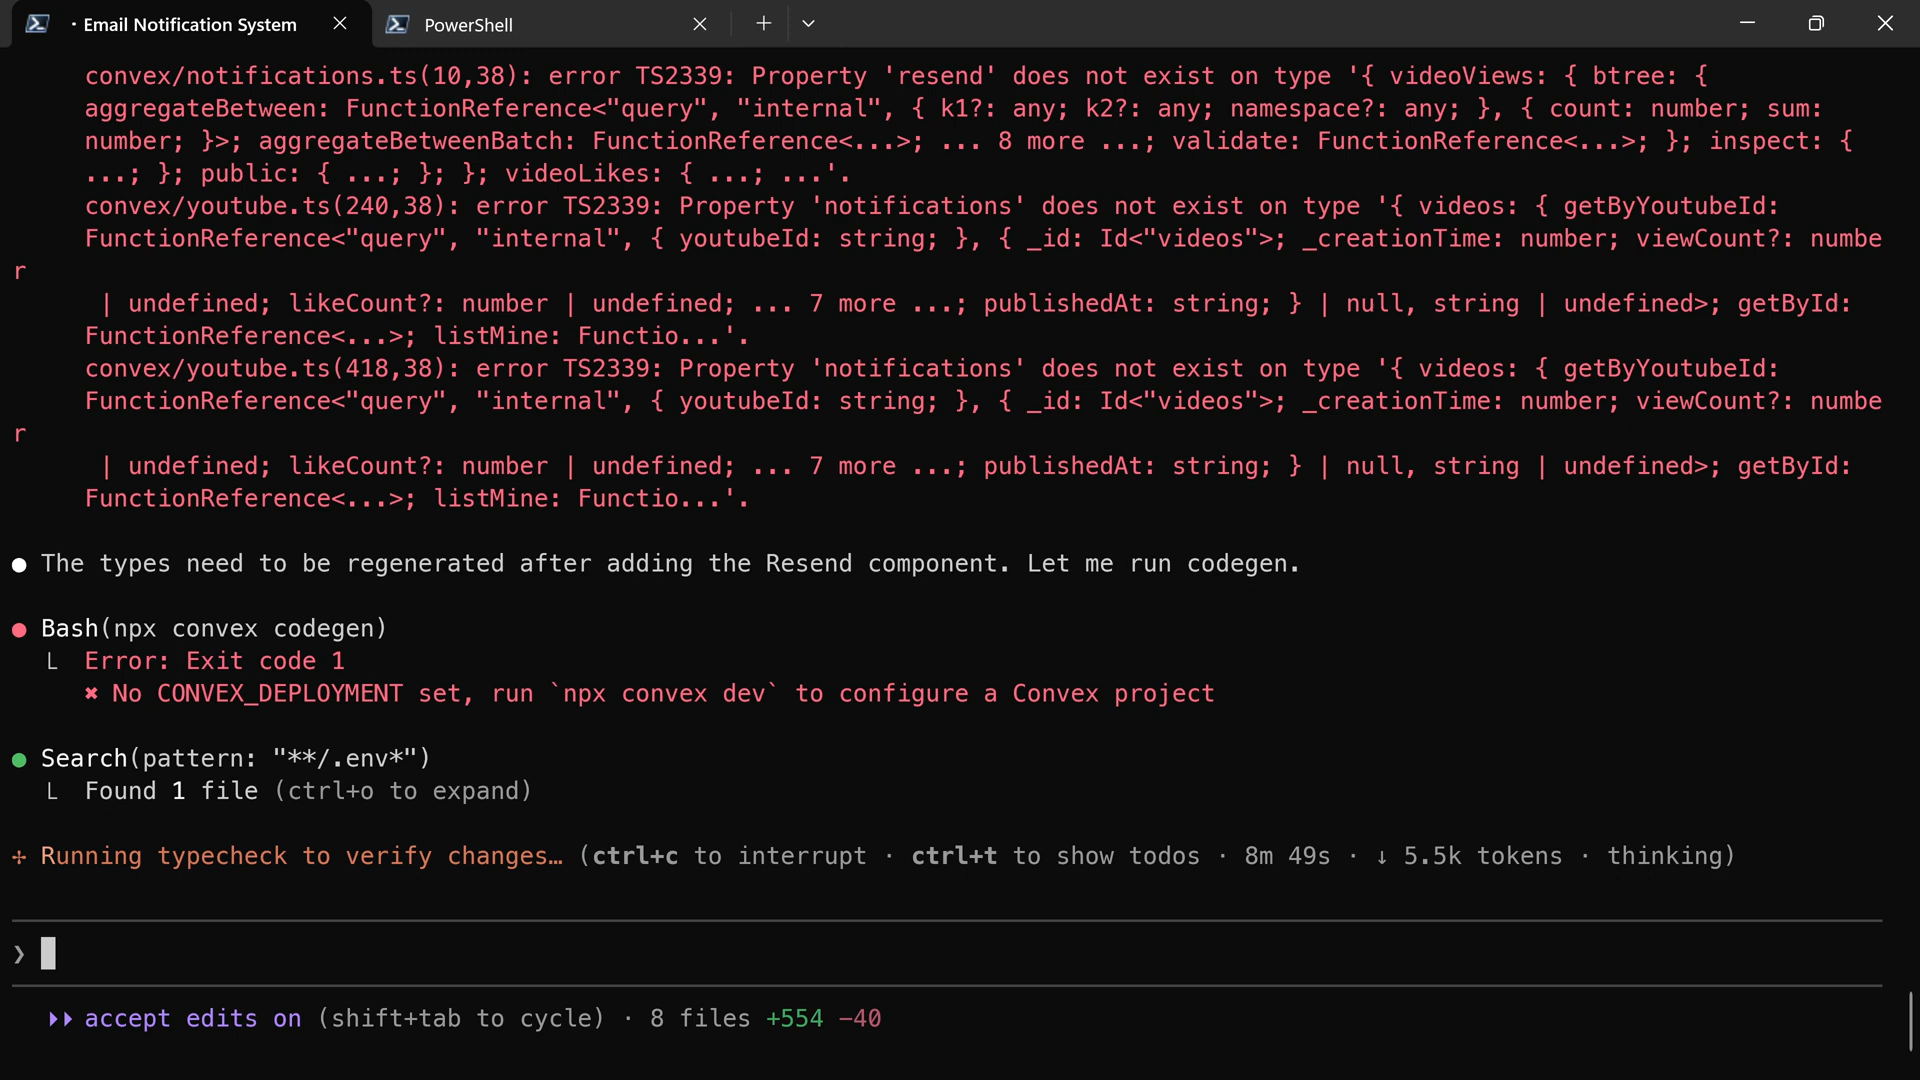 · Email Notification System
PowerShell
convex/notifications.ts(10,38): error TS2339: Property 'resend' does not exist on type '{ videoViews: { btree: {
aggregateBetween: FunctionReference<"query", "internal", { k1?: any; k2?: any; namespace?: any; }, { count: number; sum:
number; }>; aggregateBetweenBatch: FunctionReference<...>; ... 8 more ...; validate: FunctionReference<...>; }; inspect: {
...; }; public: { ...; }; }; videoLikes: { ...; ...'.
convex/youtube.ts(240,38): error TS2339: Property 'notifications' does not exist on type '{ videos: { getByYoutubeId:
FunctionReference<"query", "internal", { youtubeId: string; }, { _id: Id<"videos">; _creationTime: number; viewCount?: numbe
r
| undefined; likeCount?: number | undefined; ... 7 more ...; publishedAt: string; } | null, string | undefined>; getById:
FunctionReference<...>; listMine: Functio...'.
convex/youtube.ts(418,38): error TS2339: Property 'notifications' does not exist on type '{ videos: { getByYoutubeId:
FunctionReference<"query", "internal", { youtubeId: string; }, { _id: Id<"videos">; _creationTime: number; viewCount?: numbe
r
| undefined; likeCount?: number | undefined; ... 7 more ...; publishedAt: string; } | null, string | undefined>; getById:
FunctionReference<...>; listMine: Functio...'.
● The types need to be regenerated after adding the Resend component. Let me run codegen.
● Bash(npx convex codegen)
└ Error: Exit code 1
✖ No CONVEX_DEPLOYMENT set, run `npx convex dev` to configure a Convex project
● Search(pattern: "**/.env*")
└ Found 1 file (ctrl+o to expand)
✢ Running typecheck to verify changes… (ctrl+c to interrupt · ctrl+t to show todos · 8m 49s · ↓ 5.5k tokens · thinking)
❯
⏵⏵ accept edits on (shift+tab to cycle) · 8 files +554 −40